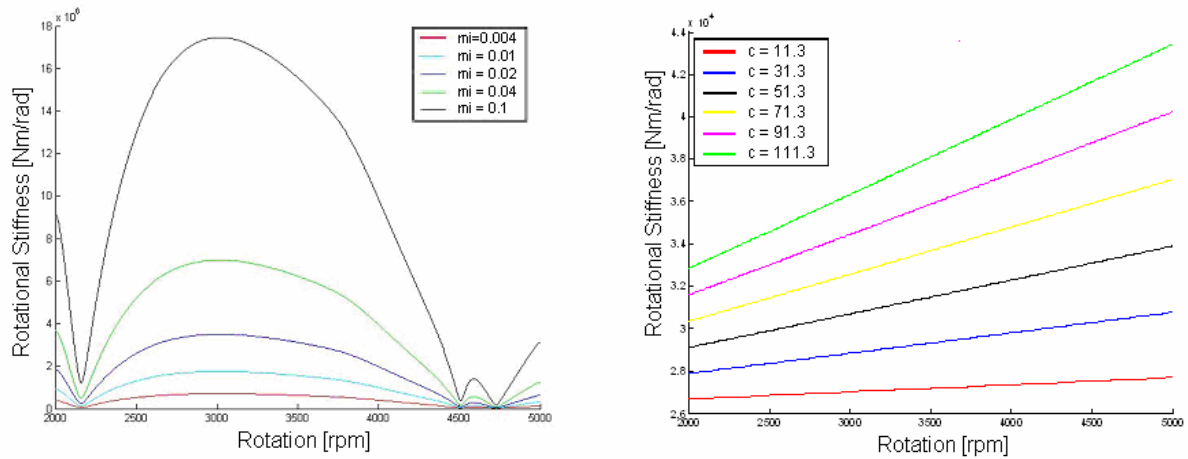 x 10⁶
18
16
14
12
10
8
6
4
2
0
Rotational Stiffness [Nm/rad]
2000 2500 3000 3500 4000 4500 5000
Rotation [rpm]
mi=0.004
mi = 0.01
mi = 0.02
mi = 0.04
mi = 0.1
x 10⁴
4.4
4.2
4
3.8
3.6
3.4
3.2
3
2.8
2.6
Rotational Stiffness [Nm/rad]
2000 2500 3000 3500 4000 4500 5000
Rotation [rpm]
c = 11.3
c = 31.3
c = 51.3
c = 71.3
c = 91.3
c = 111.3